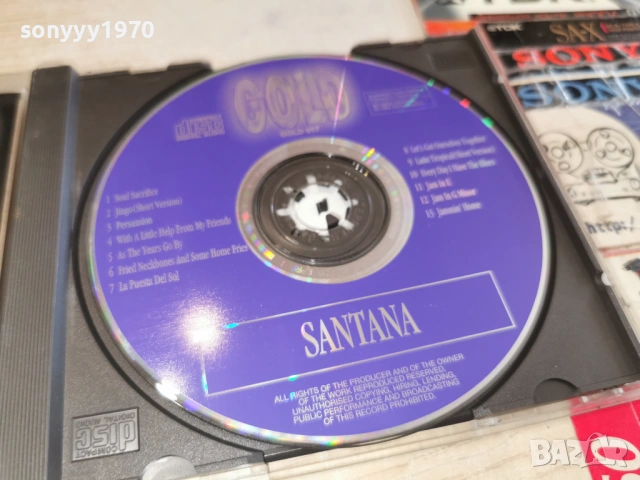 sonyyy1970
GOLD
disc
1 Soul Sacrifice
2 Jingo (Short Version)
3 Persuasion
4 With A Little Help From My Friends
5 As The Years Go By
6 Fried Neckbones And Some Home Fries
7 La Puesta Del Sol
8 Let's Get Ourselves Together
9 Latin Tropical (Short Version)
10 Every Day I Have The Blues
11 Jam In E
12 Jam In G Minor
13 Jammin' Home
SANTANA
ALL RIGHTS OF THE PRODUCER AND OF THE OWNER
OF THE WORK REPRODUCED RESERVED.
UNAUTHORISED COPYING, HIRING, LENDING,
PUBLIC PERFORMANCE AND BROADCASTING
OF THIS RECORD PROHIBITED.
COMPACT
disc
DIGITAL AUDIO
TDK
SA-X
SONY
http:/
bazar.bg